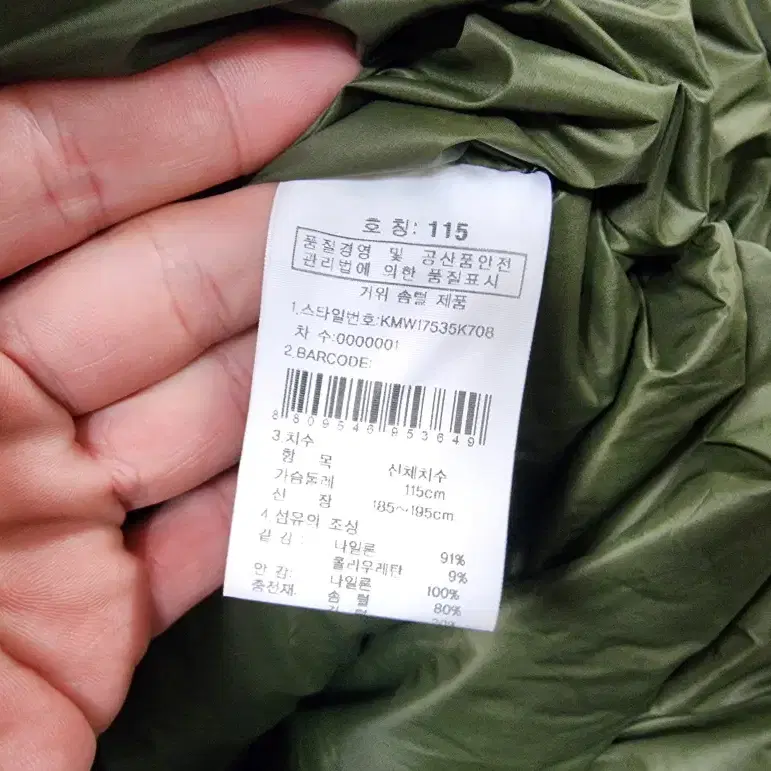 호 칭: 115
품질경영 및 공산품안전
관리법에 의한 품질표시
거위 솜털 제품
1.스타일번호:KMW17535K708
차 수:0000001
2.BARCODE:
8 809546 953649
3.치수
항 목 신체치수
가슴둘레 115cm
신 장 185~195cm
4.섬유의 조성
겉 감: 나일론 91%
폴리우레탄 9%
안 감: 나일론 100%
충전재: 솜 털 80%